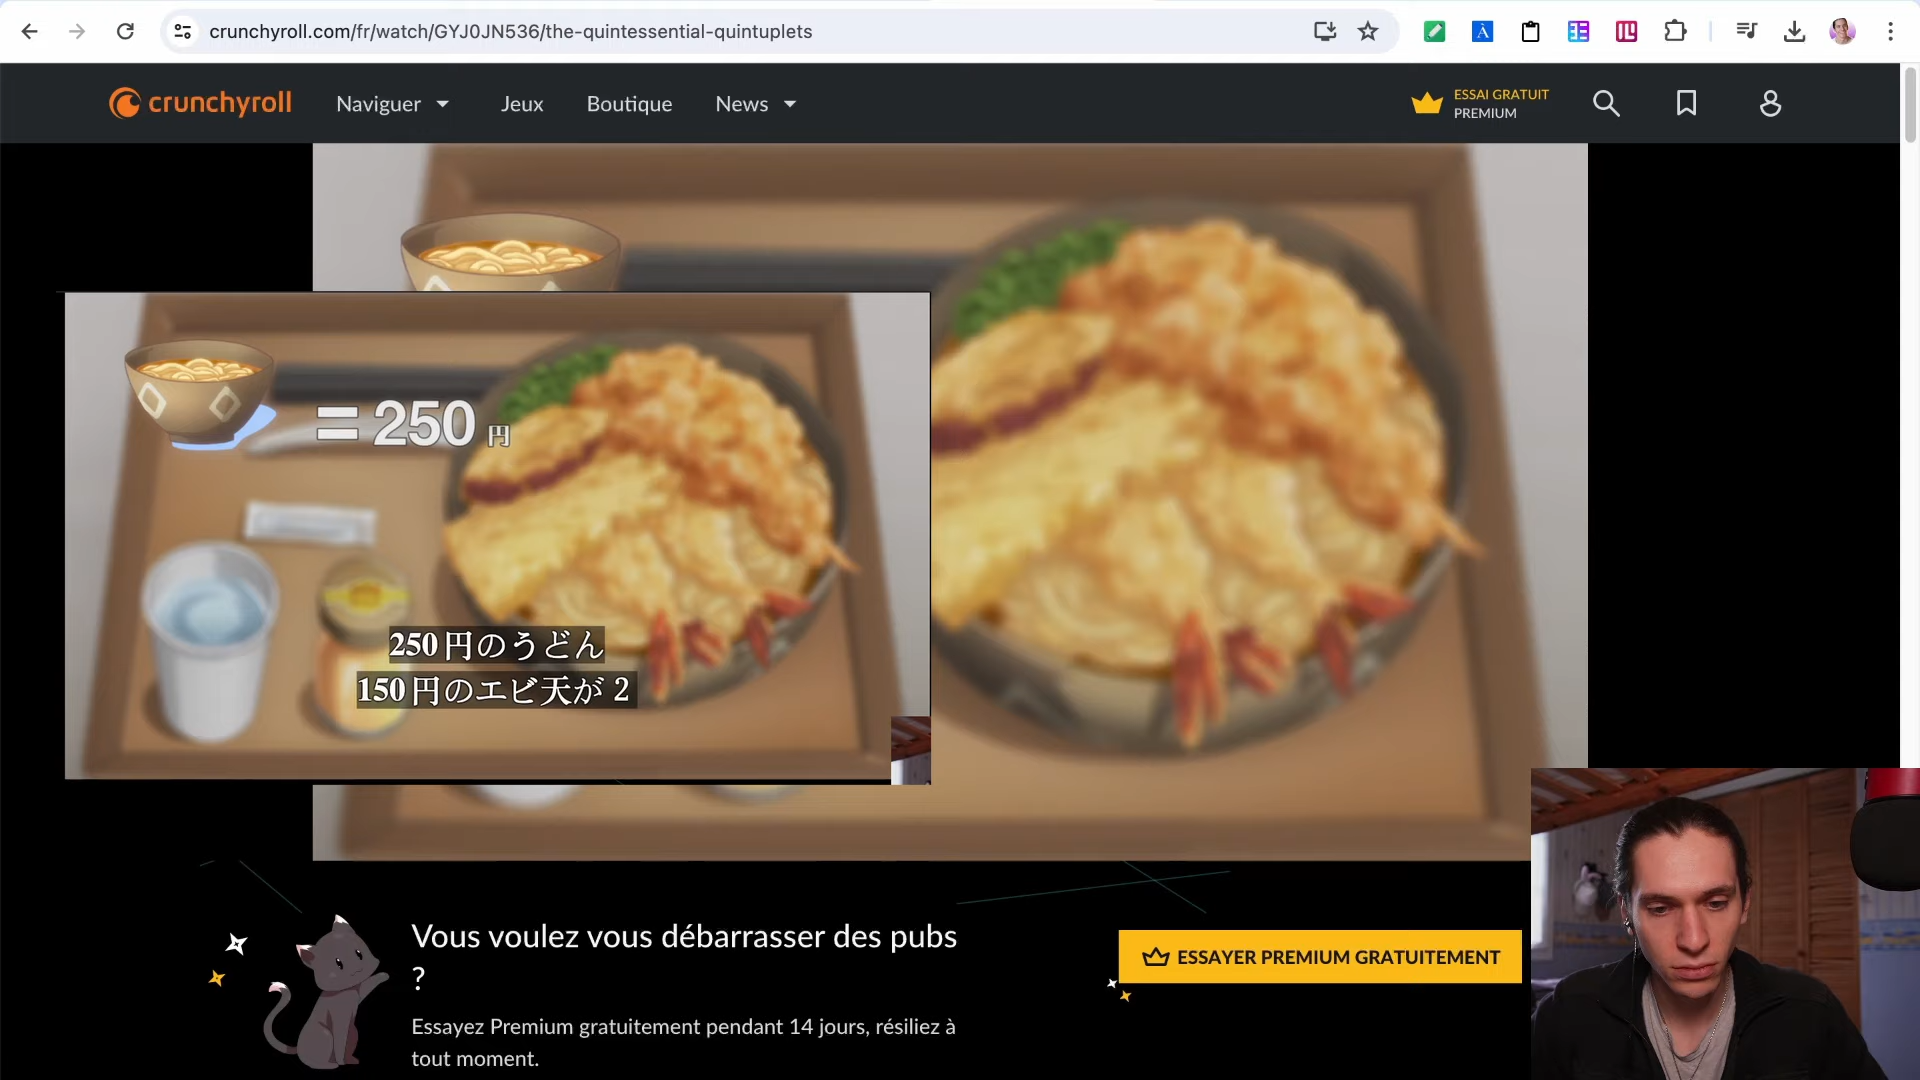 crunchyroll.com/fr/watch/GYJ0JN536/the-quintessential-quintuplets
crunchyroll
Naviguer
Jeux
Boutique
News
ESSAI GRATUIT
PREMIUM
= 250 円
250円のうどん
150円のエビ天が 2
Vous voulez vous débarrasser des pubs
?
Essayez Premium gratuitement pendant 14 jours, résiliez à
tout moment.
ESSAYER PREMIUM GRATUITEMENT